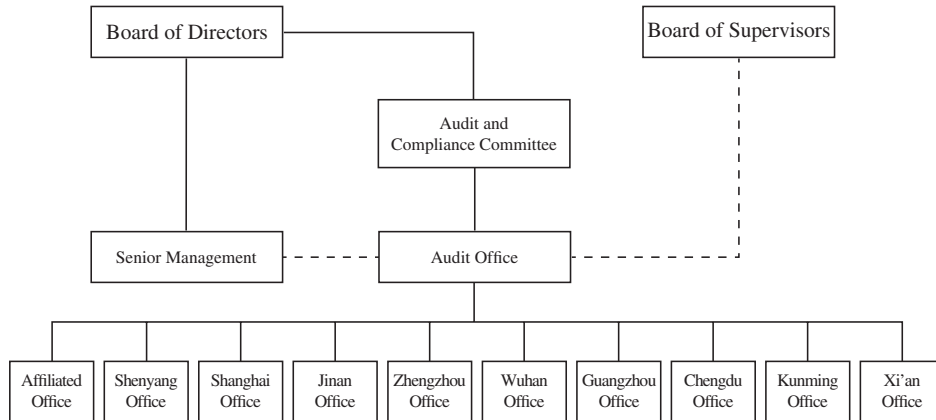 Board of Directors
Board of Supervisors
Audit and
Compliance Committee
Senior Management
Audit Office
Affiliated
Office
Shenyang
Office
Shanghai
Office
Jinan
Office
Zhengzhou
Office
Wuhan
Office
Guangzhou
Office
Chengdu
Office
Kunming
Office
Xi'an
Office